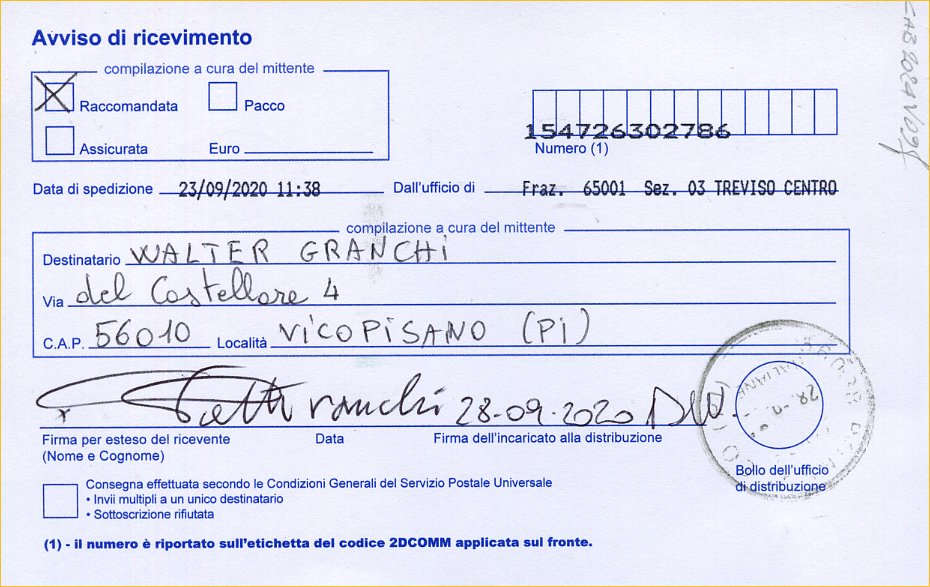 Avviso di ricevimento
compilazione a cura del mittente
Raccomandata Pacco
Assicurata Euro
154726302786
Numero (1)
Data di spedizione 23/09/2020 11:38 Dall'ufficio di Fraz. 65001 Sez. 03 TREVISO CENTRO
compilazione a cura del mittente
Destinatario WALTER GRANCHi
Via del Castellare 4
C.A.P. 56010 Località VICOPISANO (Pi)
28-09-2020
Firma per esteso del ricevente Data Firma dell'incaricato alla distribuzione
(Nome e Cognome)
Bollo dell'ufficio
di distribuzione
Consegna effettuata secondo le Condizioni Generali del Servizio Postale Universale
• Invii multipli a un unico destinatario
• Sottoscrizione rifiutata
(1) - il numero è riportato sull'etichetta del codice 2DCOMM applicata sul fronte.